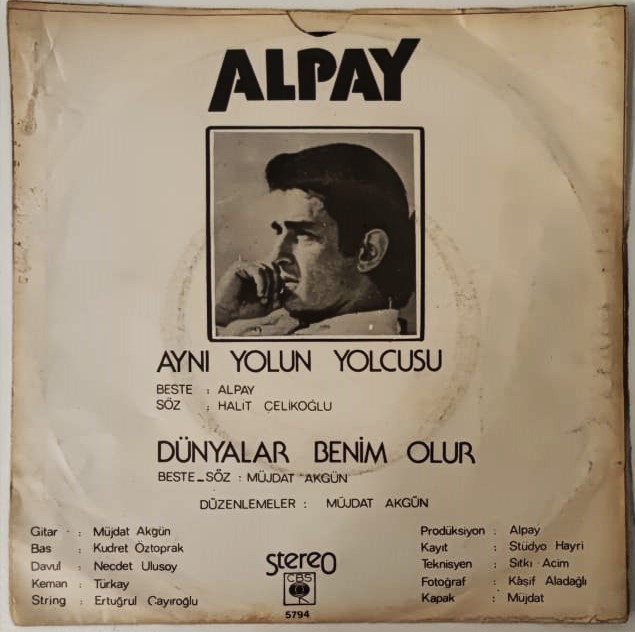 ALPAY
AYNI YOLUN YOLCUSU
BESTE : ALPAY
SÖZ : HALİT ÇELİKOĞLU
DÜNYALAR BENİM OLUR
BESTE_SÖZ : MÜJDAT AKGÜN
DÜZENLEMELER : MÜJDAT AKGÜN
Gitar : Müjdat Akgün
Bas : Kudret Öztoprak
Davul : Necdet Ulusoy
Keman : Türkay
String : Ertuğrul Çayıroğlu
stereo
CBS
5794
Prodüksiyon : Alpay
Kayıt : Stüdyo Hayri
Teknisyen : Sıtkı Acim
Fotoğraf : Kâşif Aladağlı
Kapak : Müjdat